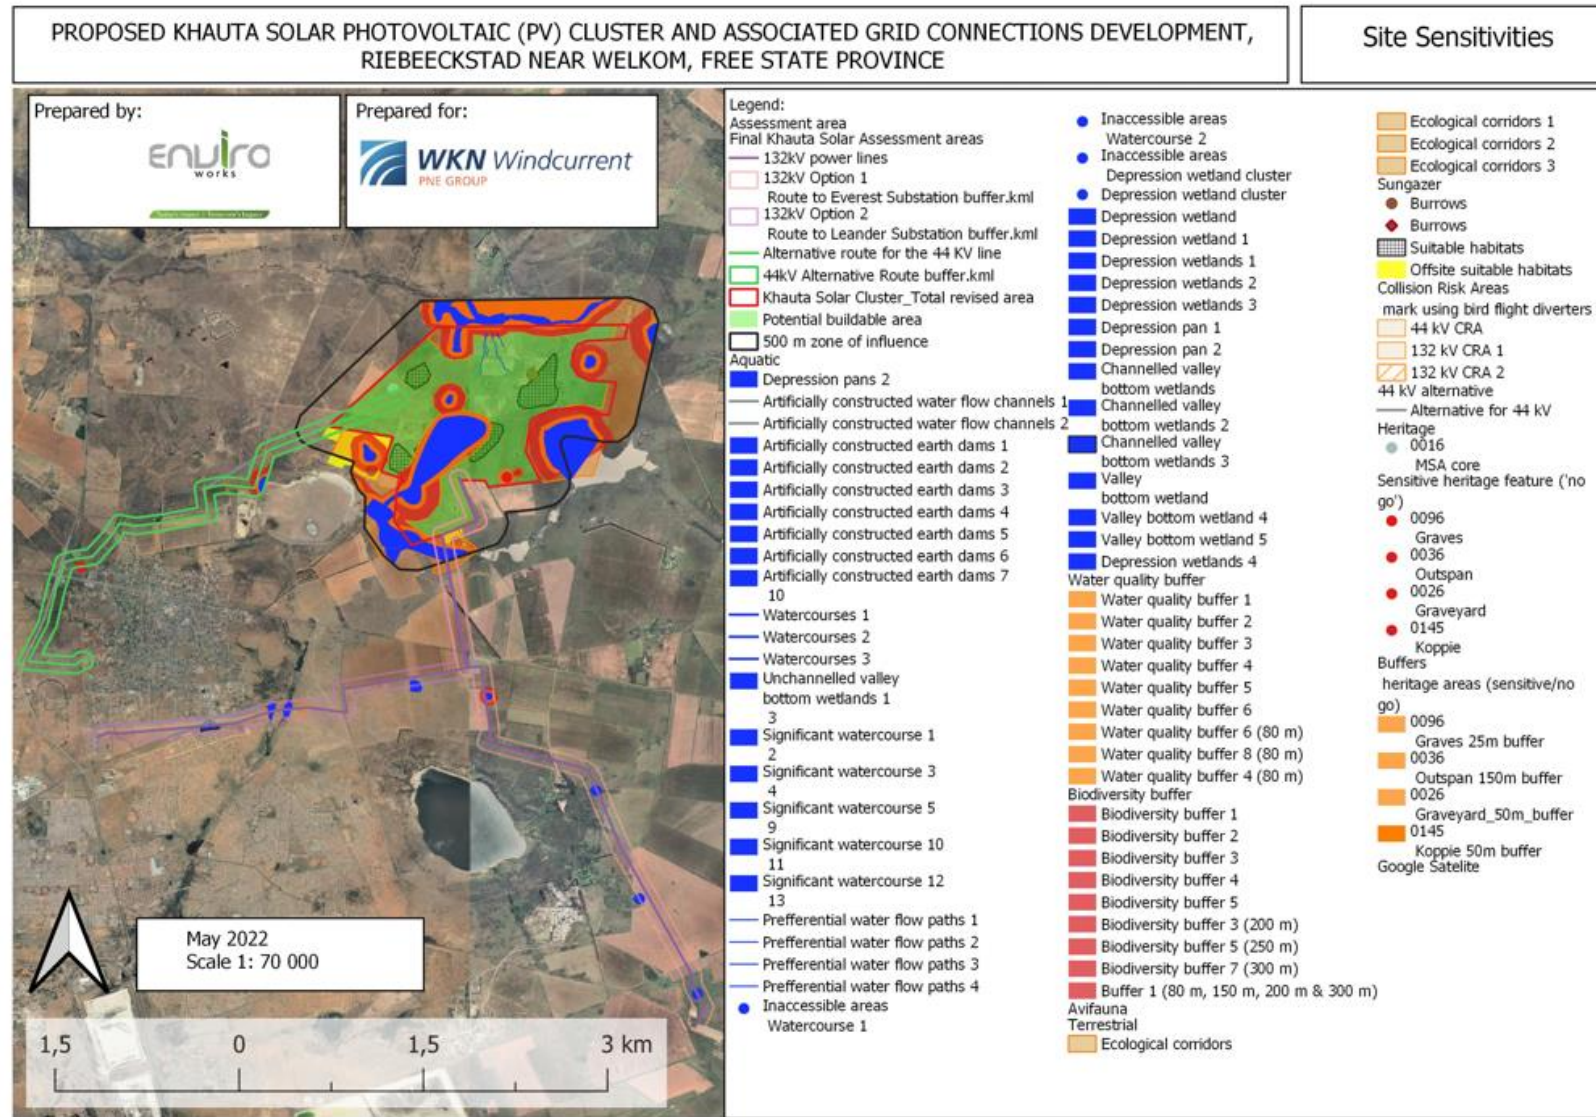 PROPOSED KHAUTA SOLAR PHOTOVOLTAIC (PV) CLUSTER AND ASSOCIATED GRID CONNECTIONS DEVELOPMENT,
RIEBEECKSTAD NEAR WELKOM, FREE STATE PROVINCE
Site Sensitivities
Prepared by:
enviro
works
Prepared for:
WKN Windcurrent
PNE GROUP
May 2022
Scale 1: 70 000
1,5 0 1,5 3 km
Legend:
Assessment area
Final Khauta Solar Assessment areas
132kV power lines
132kV Option 1
Route to Everest Substation buffer.kml
132kV Option 2
Route to Leander Substation buffer.kml
Alternative route for the 44 KV line
44kV Alternative Route buffer.kml
Khauta Solar Cluster_Total revised area
Potential buildable area
500 m zone of influence
Aquatic
Depression pans 2
Artificially constructed water flow channels 1
Artificially constructed water flow channels 2
Artificially constructed earth dams 1
Artificially constructed earth dams 2
Artificially constructed earth dams 3
Artificially constructed earth dams 4
Artificially constructed earth dams 5
Artificially constructed earth dams 6
Artificially constructed earth dams 7
10
Watercourses 1
Watercourses 2
Watercourses 3
Unchannelled valley
bottom wetlands 1
3
Significant watercourse 1
2
Significant watercourse 3
4
Significant watercourse 5
9
Significant watercourse 10
11
Significant watercourse 12
13
Prefferential water flow paths 1
Prefferential water flow paths 2
Prefferential water flow paths 3
Prefferential water flow paths 4
Inaccessible areas
Watercourse 1
Inaccessible areas
Watercourse 2
Inaccessible areas
Depression wetland cluster
Depression wetland cluster
Depression wetland
Depression wetland 1
Depression wetlands 1
Depression wetlands 2
Depression wetlands 3
Depression pan 1
Depression pan 2
Channelled valley
bottom wetlands
Channelled valley
bottom wetlands 2
Channelled valley
bottom wetlands 3
Valley
bottom wetland
Valley bottom wetland 4
Valley bottom wetland 5
Depression wetlands 4
Water quality buffer
Water quality buffer 1
Water quality buffer 2
Water quality buffer 3
Water quality buffer 4
Water quality buffer 5
Water quality buffer 6
Water quality buffer 6 (80 m)
Water quality buffer 8 (80 m)
Water quality buffer 4 (80 m)
Biodiversity buffer
Biodiversity buffer 1
Biodiversity buffer 2
Biodiversity buffer 3
Biodiversity buffer 4
Biodiversity buffer 5
Biodiversity buffer 3 (200 m)
Biodiversity buffer 5 (250 m)
Biodiversity buffer 7 (300 m)
Buffer 1 (80 m, 150 m, 200 m & 300 m)
Avifauna
Terrestrial
Ecological corridors
Ecological corridors 1
Ecological corridors 2
Ecological corridors 3
Sungazer
Burrows
Burrows
Suitable habitats
Offsite suitable habitats
Collision Risk Areas
mark using bird flight diverters
44 kV CRA
132 kV CRA 1
132 kV CRA 2
44 kV alternative
Alternative for 44 kV
Heritage
0016
MSA core
Sensitive heritage feature ('no
go')
0096
Graves
0036
Outspan
0026
Graveyard
0145
Koppie
Buffers
heritage areas (sensitive/no
go)
0096
Graves 25m buffer
0036
Outspan 150m buffer
0026
Graveyard_50m_buffer
0145
Koppie 50m buffer
Google Satelite